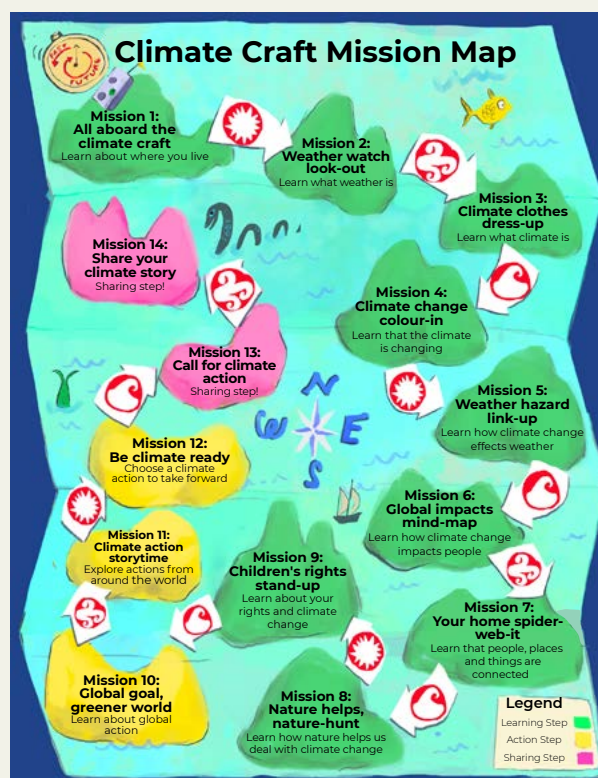 Climate Craft Mission Map
Mission 1:
All aboard the
climate craft
Learn about where you live
Mission 2:
Weather watch
look-out
Learn what weather is
Mission 3:
Climate clothes
dress-up
Learn what climate is
Mission 4:
Climate change
colour-in
Learn that the climate
is changing
Mission 5:
Weather hazard
link-up
Learn how climate change
effects weather
Mission 6:
Global impacts
mind-map
Learn how climate change
impacts people
Mission 7:
Your home spider-
web-it
Learn that people, places
and things are
connected
Mission 8:
Nature helps,
nature-hunt
Learn how nature helps us
deal with climate change
Mission 9:
Children's rights
stand-up
Learn about your
rights and climate
change
Mission 10:
Global goal,
greener world
Learn about global
action
Mission 11:
Climate action
storytime
Explore actions from
around the world
Mission 12:
Be climate ready
Choose a climate
action to take forward
Mission 13:
Call for climate
action
Sharing step!
Mission 14:
Share your
climate story
Sharing step!
N
W
E
S
Legend
Learning Step
Action Step
Sharing Step